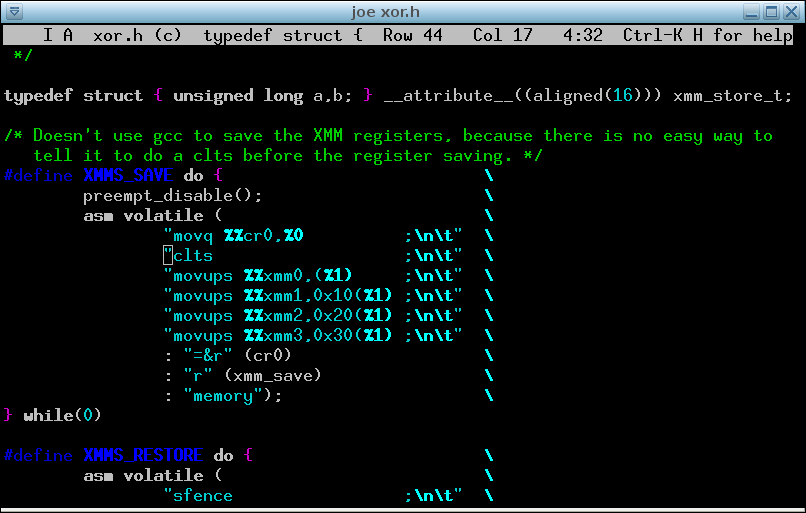 joe xor.h
I A  xor.h (c)  typedef struct {  Row 44   Col 17   4:32  Ctrl-K H for help
 */
typedef struct { unsigned long a,b; } __attribute__((aligned(16))) xmm_store_t;
/* Doesn't use gcc to save the XMM registers, because there is no easy way to
   tell it to do a clts before the register saving. */
#define XMMS_SAVE do {                          \
        preempt_disable();                      \
        asm volatile (                          \
                "movq %%cr0,%0          ;\n\t"  \
                "clts                   ;\n\t"  \
                "movups %%xmm0,(%1)     ;\n\t"  \
                "movups %%xmm1,0x10(%1) ;\n\t"  \
                "movups %%xmm2,0x20(%1) ;\n\t"  \
                "movups %%xmm3,0x30(%1) ;\n\t"  \
                : "=&r" (cr0)                   \
                : "r" (xmm_save)                \
                : "memory");                    \
} while(0)
#define XMMS_RESTORE do {                       \
        asm volatile (                          \
                "sfence                 ;\n\t"  \